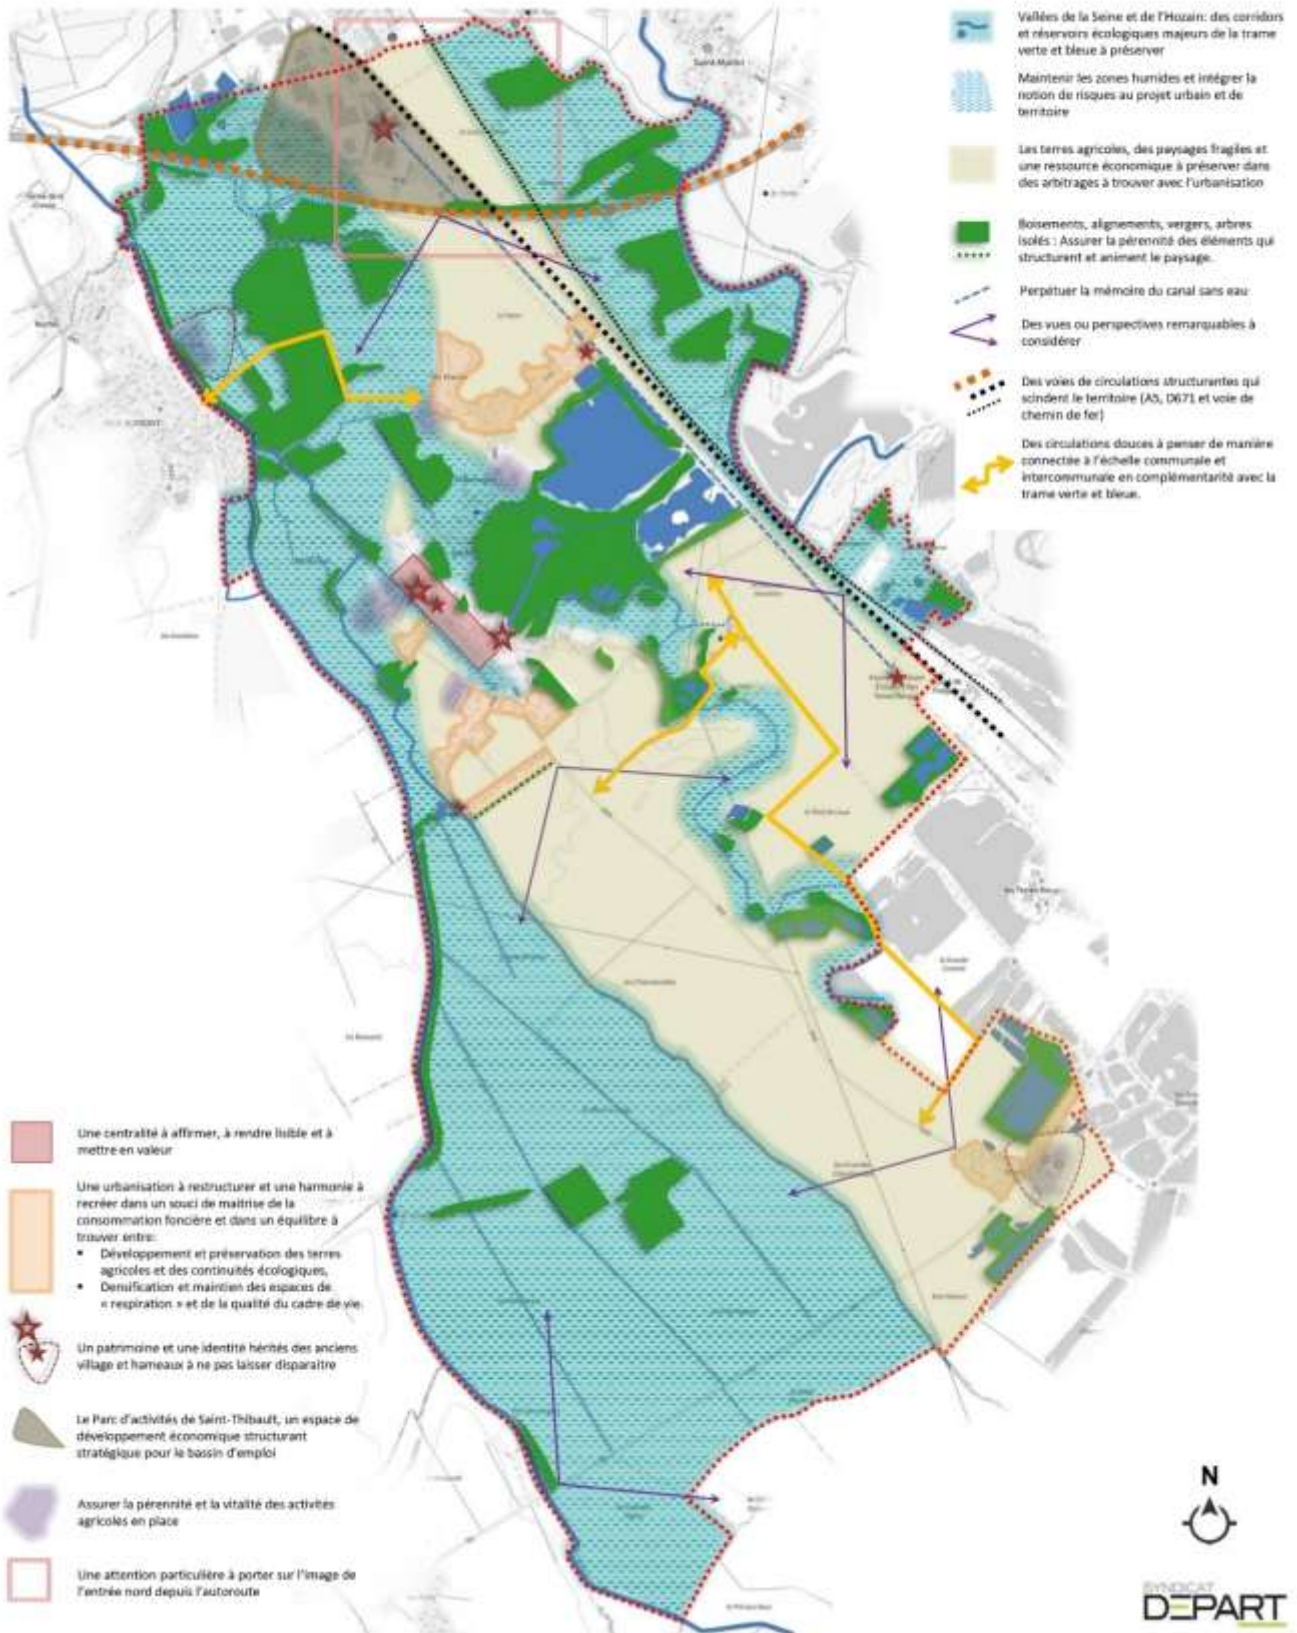 Vallées de la Seine et de l'Hozain: des corridors
et réservoirs écologiques majeurs de la trame
verte et bleue à préserver
Maintenir les zones humides et intégrer la
notion de risques au projet urbain et de
territoire
Les terres agricoles, des paysages fragiles et
une ressource économique à préserver dans
des arbitrages à trouver avec l'urbanisation
Boisements, alignements, vergers, arbres
isolés : Assurer la pérennité des éléments qui
structurent et animent le paysage.
Perpétuer la mémoire du canal sans eau
Des vues ou perspectives remarquables à
considérer
Des voies de circulations structurantes qui
scindent le territoire (A5, D671 et voie de
chemin de fer)
Des circulations douces à penser de manière
connectée à l'échelle communale et
intercommunale en complémentarité avec la
trame verte et bleue.
Une centralité à affirmer, à rendre lisible et à
mettre en valeur
Une urbanisation à restructurer et une harmonie à
recréer dans un souci de maitrise de la
consommation foncière et dans un équilibre à
trouver entre:
▪ Développement et préservation des terres
agricoles et des continuités écologiques,
▪ Densification et maintien des espaces de
« respiration » et de la qualité du cadre de vie.
Un patrimoine et une identité hérités des anciens
village et hameaux à ne pas laisser disparaitre
Le Parc d'activités de Saint-Thibault, un espace de
développement économique structurant
stratégique pour le bassin d'emploi
Assurer la pérennité et la vitalité des activités
agricoles en place
Une attention particulière à porter sur l'image de
l'entrée nord depuis l'autoroute
N
SYNDICAT
DEPART